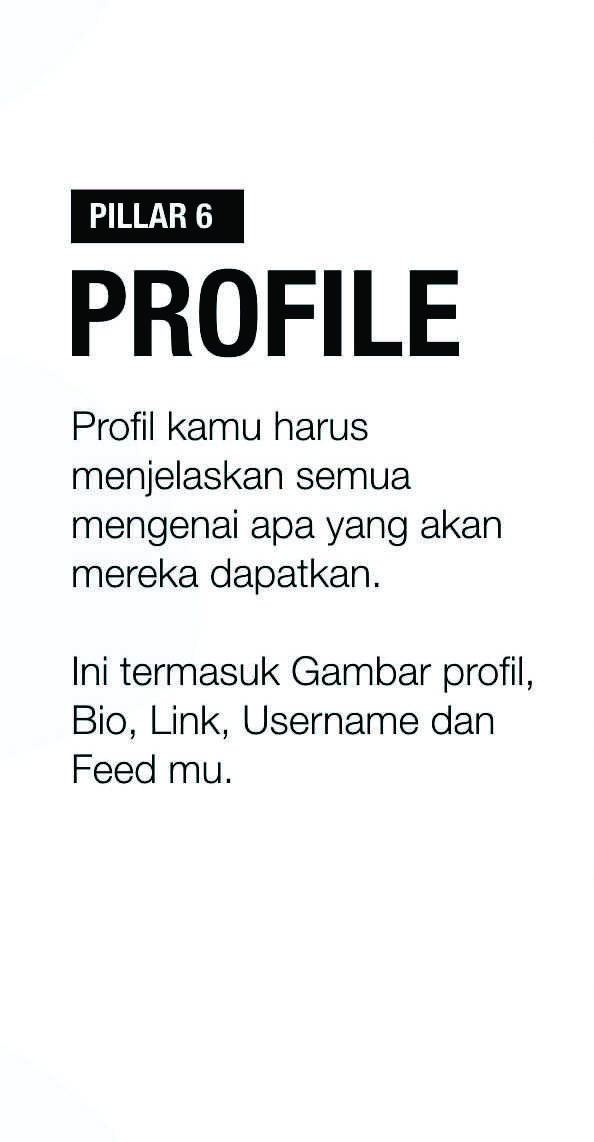 PILLAR 6
PROFILE
Profil kamu harus
menjelaskan semua
mengenai apa yang akan
mereka dapatkan.
Ini termasuk Gambar profil,
Bio, Link, Username dan
Feed mu.